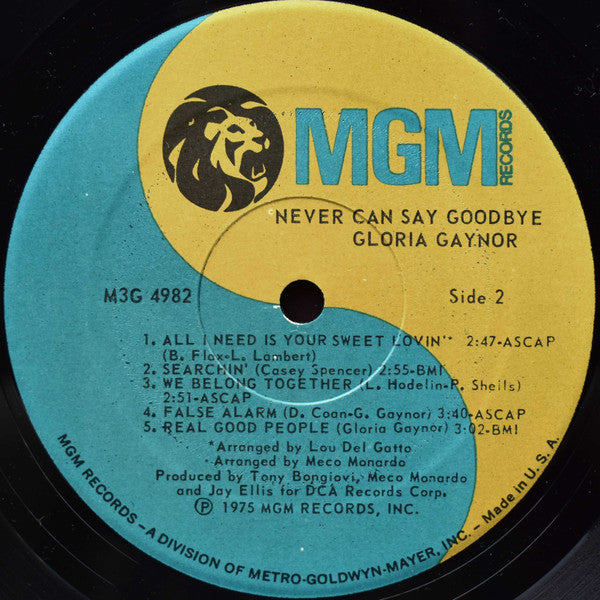 MGM
RECORDS
NEVER CAN SAY GOODBYE
GLORIA GAYNOR
M3G 4982
Side 2
1. ALL I NEED IS YOUR SWEET LOVIN'* 2:47-ASCAP
(B. Flax-L. Lambert)
2. SEARCHIN' (Casey Spencer) 2:55-BMI
3. WE BELONG TOGETHER (L. Hodelin-P. Sheils)
2:51-ASCAP
4. FALSE ALARM (D. Coan-G. Gaynor) 3:40-ASCAP
5. REAL GOOD PEOPLE (Gloria Gaynor) 3:02-BMI
*Arranged by Lou Del Gatto
Arranged by Meco Monardo
Produced by Tony Bongiovi, Meco Monardo
and Jay Ellis for DCA Records Corp.
Ⓟ 1975 MGM RECORDS, INC.
MGM RECORDS – A DIVISION OF METRO-GOLDWYN-MAYER, INC. – Made in U.S.A.